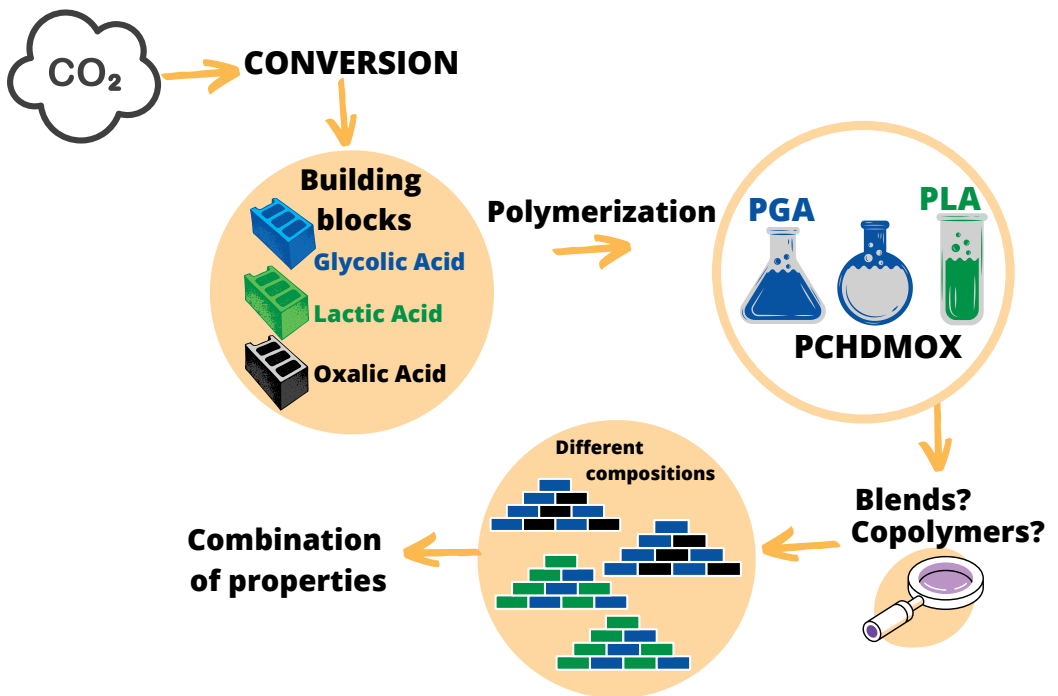 CO₂
CONVERSION
Building
blocks
Glycolic Acid
Lactic Acid
Oxalic Acid
Polymerization
PGA
PLA
PCHDMOX
Blends?
Copolymers?
Different
compositions
Combination
of properties